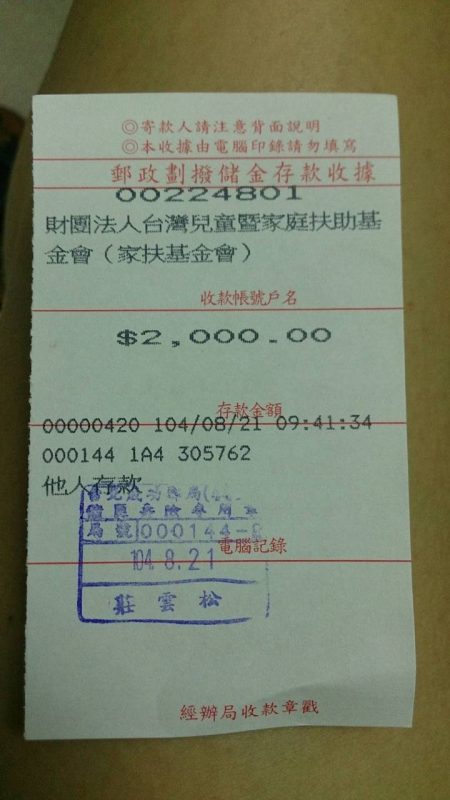 ◎寄款人請注意背面說明
◎本收據由電腦印錄請勿填寫
郵政劃撥儲金存款收據
00224801
財團法人台灣兒童暨家庭扶助基
金會（家扶基金會）
收款帳號戶名
$2,000.00
存款金額
00000420 104/08/21 09:41:34
000144 1A4 305762
他人存款
局號 000144-
電腦記錄
104.8.21
莊雲松
經辦局收款章戳